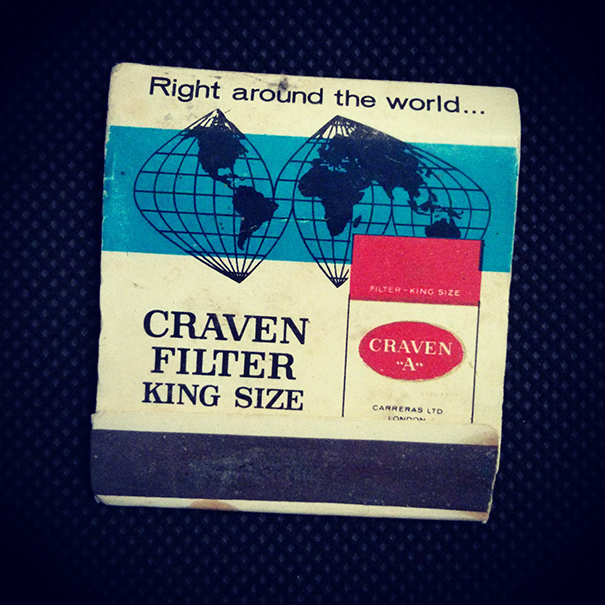 Right around the world...
FILTER-KING SIZE
CRAVEN
FILTER
KING SIZE
CRAVEN
"A"
CARRERAS LTD
LONDON